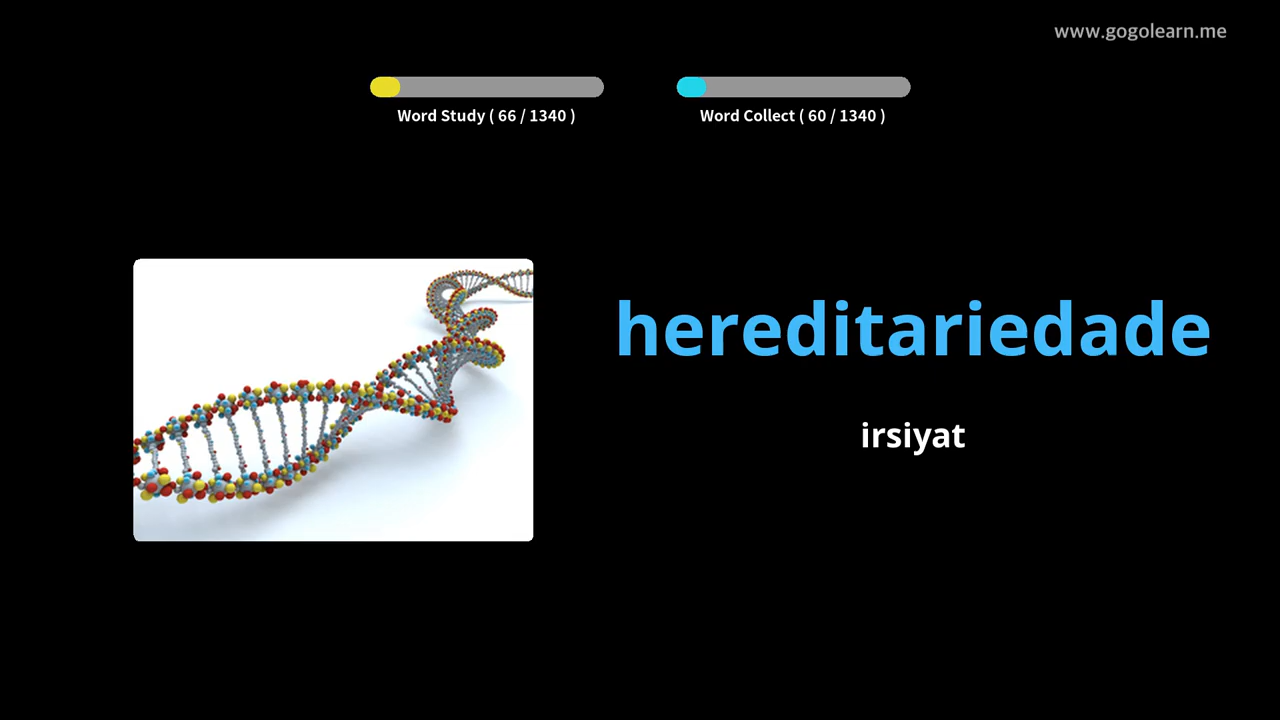 www.gogolearn.me
Word Study ( 66 / 1340 )
Word Collect ( 60 / 1340 )
hereditariedade
irsiyat